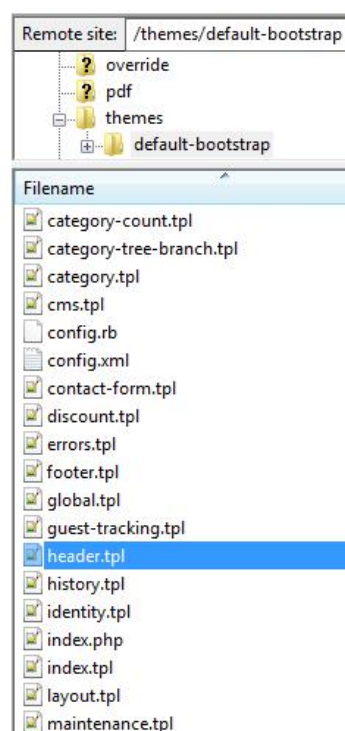 Remote site: /themes/default-bootstrap
override
pdf
themes
default-bootstrap
Filename
category-count.tpl
category-tree-branch.tpl
category.tpl
cms.tpl
config.rb
config.xml
contact-form.tpl
discount.tpl
errors.tpl
footer.tpl
global.tpl
guest-tracking.tpl
header.tpl
history.tpl
identity.tpl
index.php
index.tpl
layout.tpl
maintenance.tpl